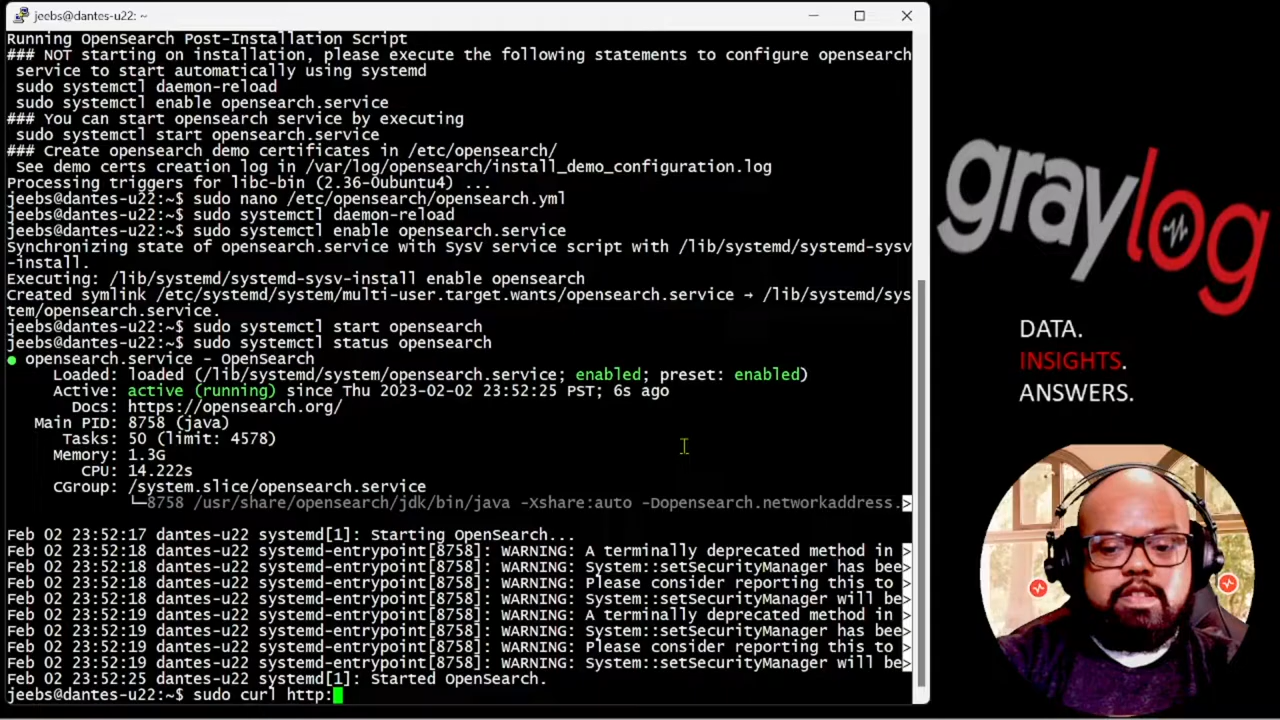 jeebs@dantes-u22: ~
Running OpenSearch Post-Installation Script
### NOT starting on installation, please execute the following statements to configure opensearch
 service to start automatically using systemd
 sudo systemctl daemon-reload
 sudo systemctl enable opensearch.service
### You can start opensearch service by executing
 sudo systemctl start opensearch.service
### Create opensearch demo certificates in /etc/opensearch/
 See demo certs creation log in /var/log/opensearch/install_demo_configuration.log
Processing triggers for libc-bin (2.36-0ubuntu4) ...
jeebs@dantes-u22:~$ sudo nano /etc/opensearch/opensearch.yml
jeebs@dantes-u22:~$ sudo systemctl daemon-reload
jeebs@dantes-u22:~$ sudo systemctl enable opensearch.service
Synchronizing state of opensearch.service with SysV service script with /lib/systemd/systemd-sysv
-install.
Executing: /lib/systemd/systemd-sysv-install enable opensearch
Created symlink /etc/systemd/system/multi-user.target.wants/opensearch.service → /lib/systemd/sys
tem/opensearch.service.
jeebs@dantes-u22:~$ sudo systemctl start opensearch
jeebs@dantes-u22:~$ sudo systemctl status opensearch
● opensearch.service - OpenSearch
Loaded: loaded (/lib/systemd/system/opensearch.service; enabled; preset: enabled)
Active: active (running) since Thu 2023-02-02 23:52:25 PST; 6s ago
Docs: https://opensearch.org/
Main PID: 8758 (java)
Tasks: 50 (limit: 4578)
Memory: 1.3G
CPU: 14.222s
CGroup: /system.slice/opensearch.service
└─8758 /usr/share/opensearch/jdk/bin/java -Xshare:auto -Dopensearch.networkaddress.>
Feb 02 23:52:17 dantes-u22 systemd[1]: Starting OpenSearch...
Feb 02 23:52:18 dantes-u22 systemd-entrypoint[8758]: WARNING: A terminally deprecated method in >
Feb 02 23:52:18 dantes-u22 systemd-entrypoint[8758]: WARNING: System::setSecurityManager has bee>
Feb 02 23:52:18 dantes-u22 systemd-entrypoint[8758]: WARNING: Please consider reporting this to >
Feb 02 23:52:18 dantes-u22 systemd-entrypoint[8758]: WARNING: System::setSecurityManager will be>
Feb 02 23:52:19 dantes-u22 systemd-entrypoint[8758]: WARNING: A terminally deprecated method in >
Feb 02 23:52:19 dantes-u22 systemd-entrypoint[8758]: WARNING: System::setSecurityManager has bee>
Feb 02 23:52:19 dantes-u22 systemd-entrypoint[8758]: WARNING: Please consider reporting this to >
Feb 02 23:52:19 dantes-u22 systemd-entrypoint[8758]: WARNING: System::setSecurityManager will be>
Feb 02 23:52:25 dantes-u22 systemd[1]: Started OpenSearch.
jeebs@dantes-u22:~$ sudo curl http:
graylog
DATA.
INSIGHTS.
ANSWERS.